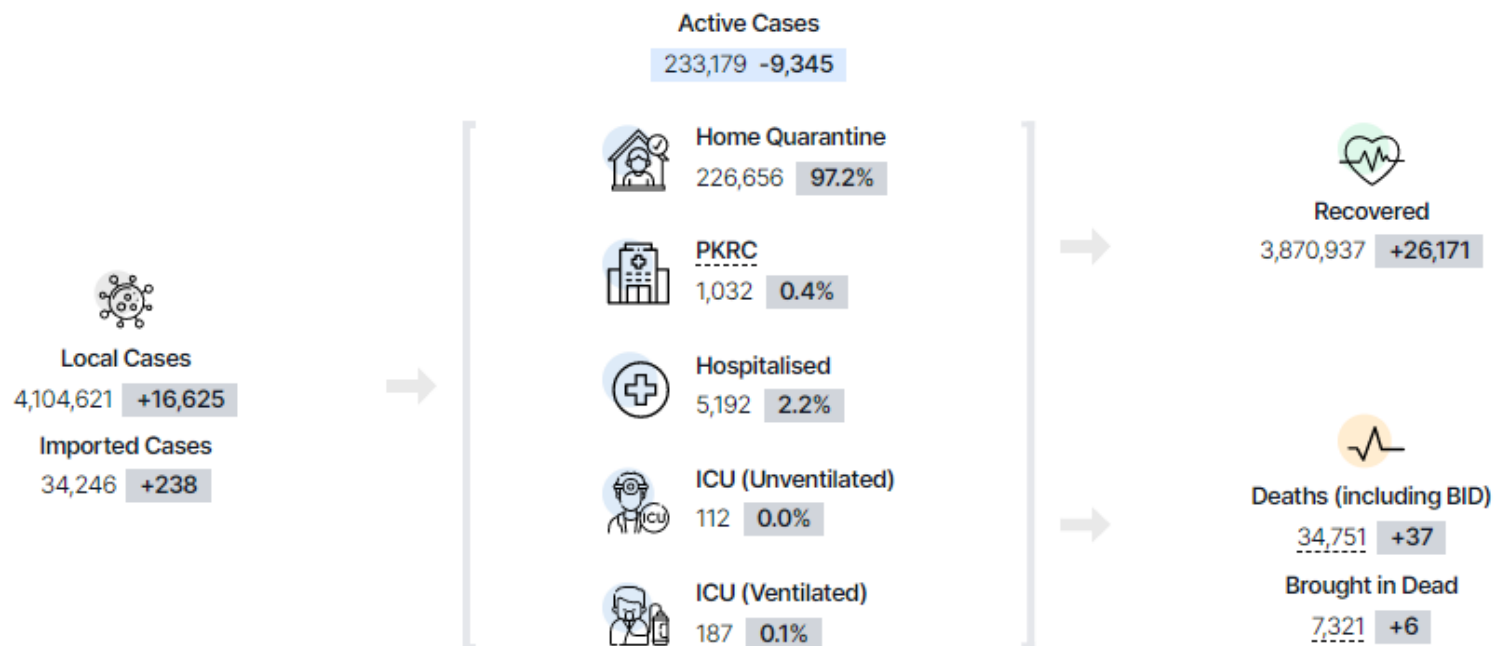 Active Cases
233,179 -9,345
Local Cases
4,104,621 +16,625
Imported Cases
34,246 +238
Home Quarantine
226,656 97.2%
PKRC
1,032 0.4%
Hospitalised
5,192 2.2%
ICU (Unventilated)
112 0.0%
ICU
ICU (Ventilated)
187 0.1%
Recovered
3,870,937 +26,171
Deaths (including BID)
34,751 +37
Brought in Dead
7,321 +6